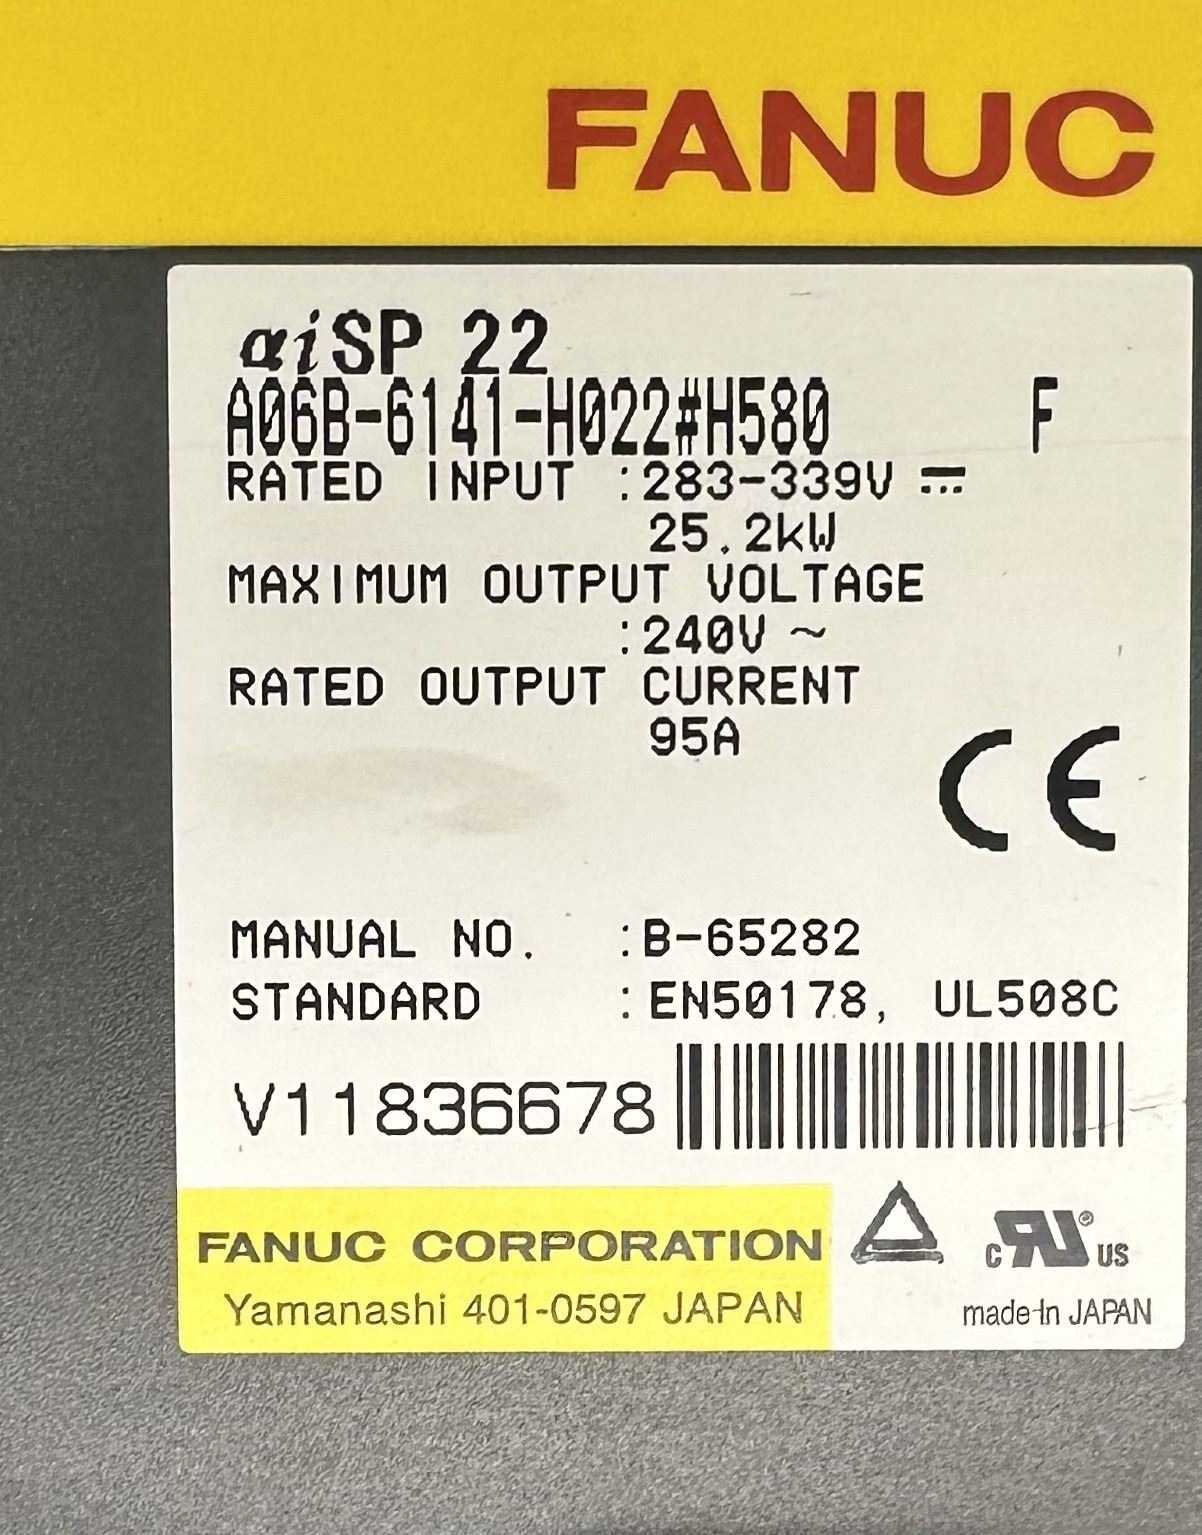 FANUC
αiSP 22
A06B-6141-H022#H580 F
RATED INPUT :283-339V ⎓
25.2kW
MAXIMUM OUTPUT VOLTAGE
:240V ~
RATED OUTPUT CURRENT
95A
CE
MANUAL NO. :B-65282
STANDARD :EN50178, UL508C
V11836678
FANUC CORPORATION
Yamanashi 401-0597 JAPAN
c RU ® US
made in JAPAN